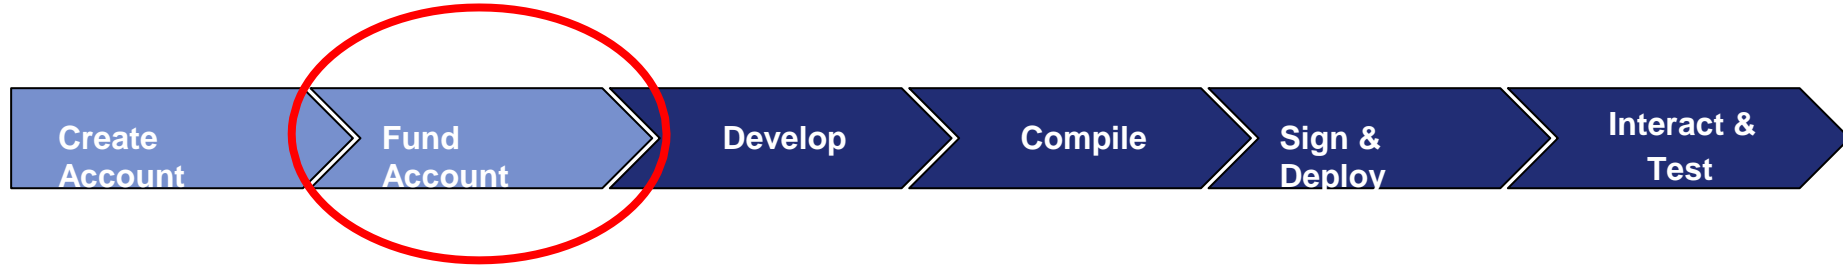 Create
Account
Fund
Account
Develop
Compile
Sign &
Deploy
Interact &
Test